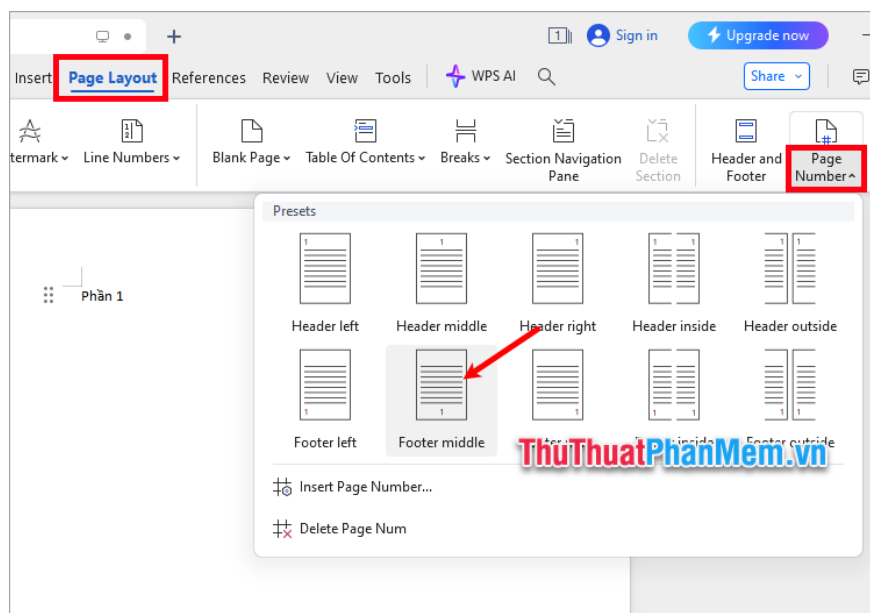 Sign in
Upgrade now
Insert Page Layout References Review View Tools WPS AI Share
termark Line Numbers Blank Page Table Of Contents Breaks Section Navigation Pane Delete Section Header and Footer Page Number
Presets
Header left Header middle Header right Header inside Header outside
Phần 1
Footer left Footer middle
ThuThuatPhanMem.vn
Insert Page Number...
Delete Page Num